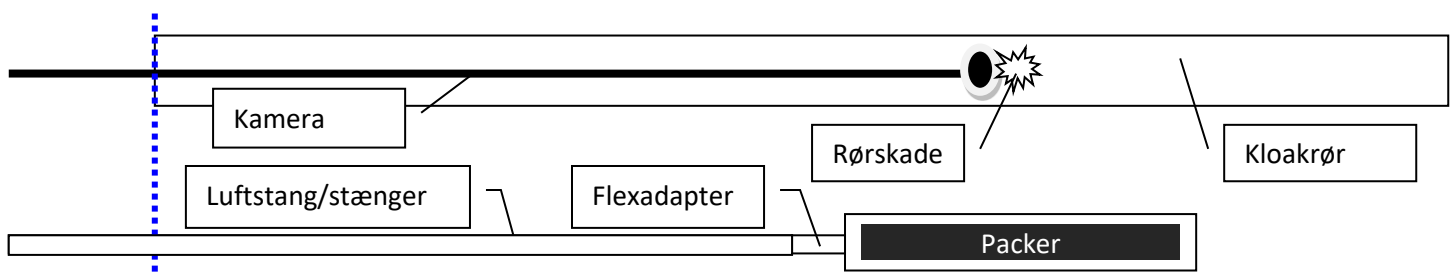 Kamera
Rørskade
Kloakrør
Luftstang/stænger
Flexadapter
Packer